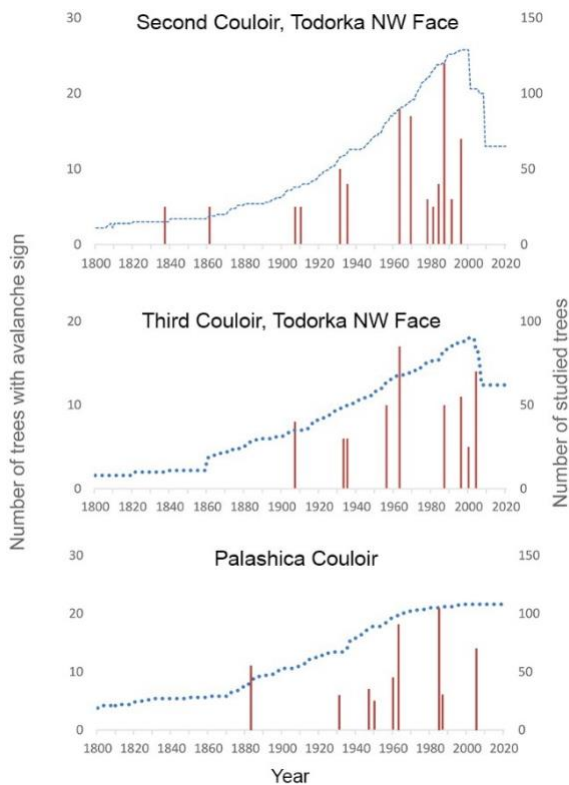 Second Couloir, Todorka NW Face
30 150
20 100
10 50
0 0
1800 1820 1840 1860 1880 1900 1920 1940 1960 1980 2000 2020
Third Couloir, Todorka NW Face
20 100
10 50
0 0
1800 1820 1840 1860 1880 1900 1920 1940 1960 1980 2000 2020
Palashica Couloir
30 150
20 100
10 50
0 0
1800 1820 1840 1860 1880 1900 1920 1940 1960 1980 2000 2020
Year
Number of trees with avalanche sign
Number of studied trees